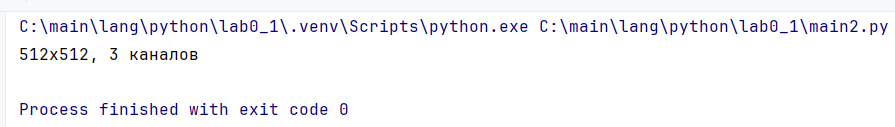 C:\main\lang\python\lab0_1\.venv\Scripts\python.exe C:\main\lang\python\lab0_1\main2.py
512x512, 3 каналов
Process finished with exit code 0